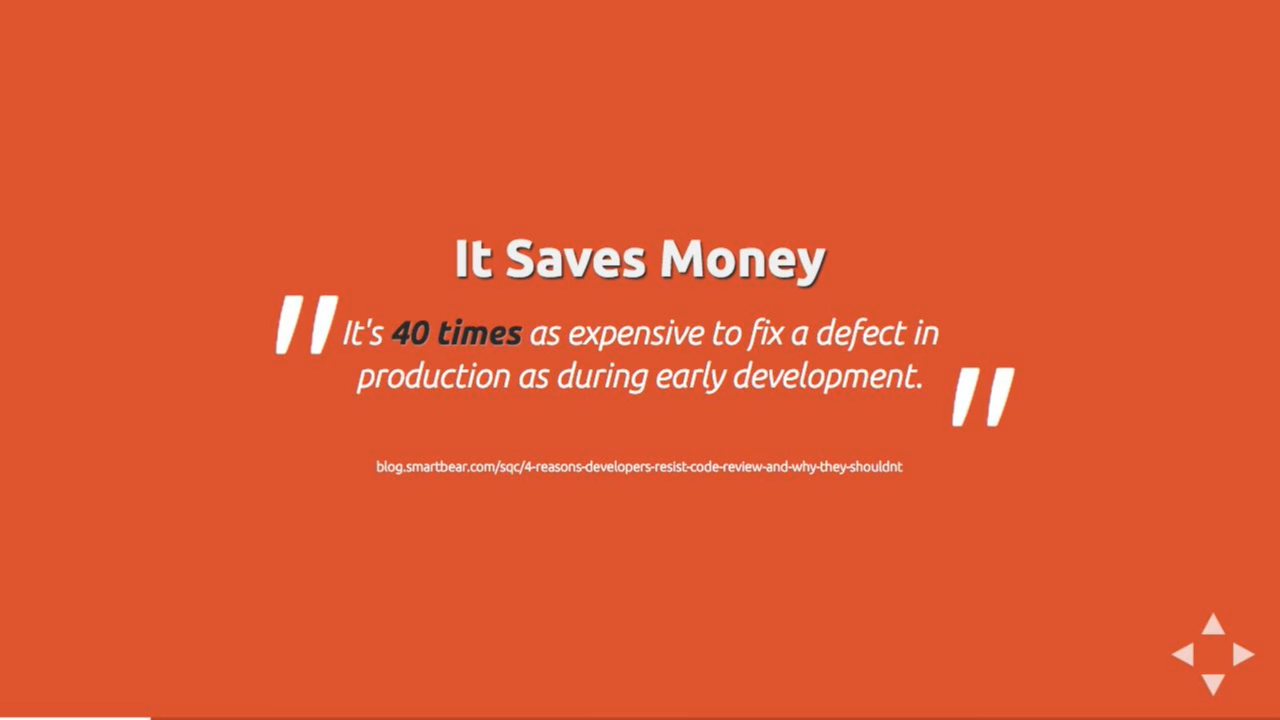 It Saves Money
"It's 40 times as expensive to fix a defect in
production as during early development."
blog.smartbear.com/sqc/4-reasons-developers-resist-code-review-and-why-they-shouldnt